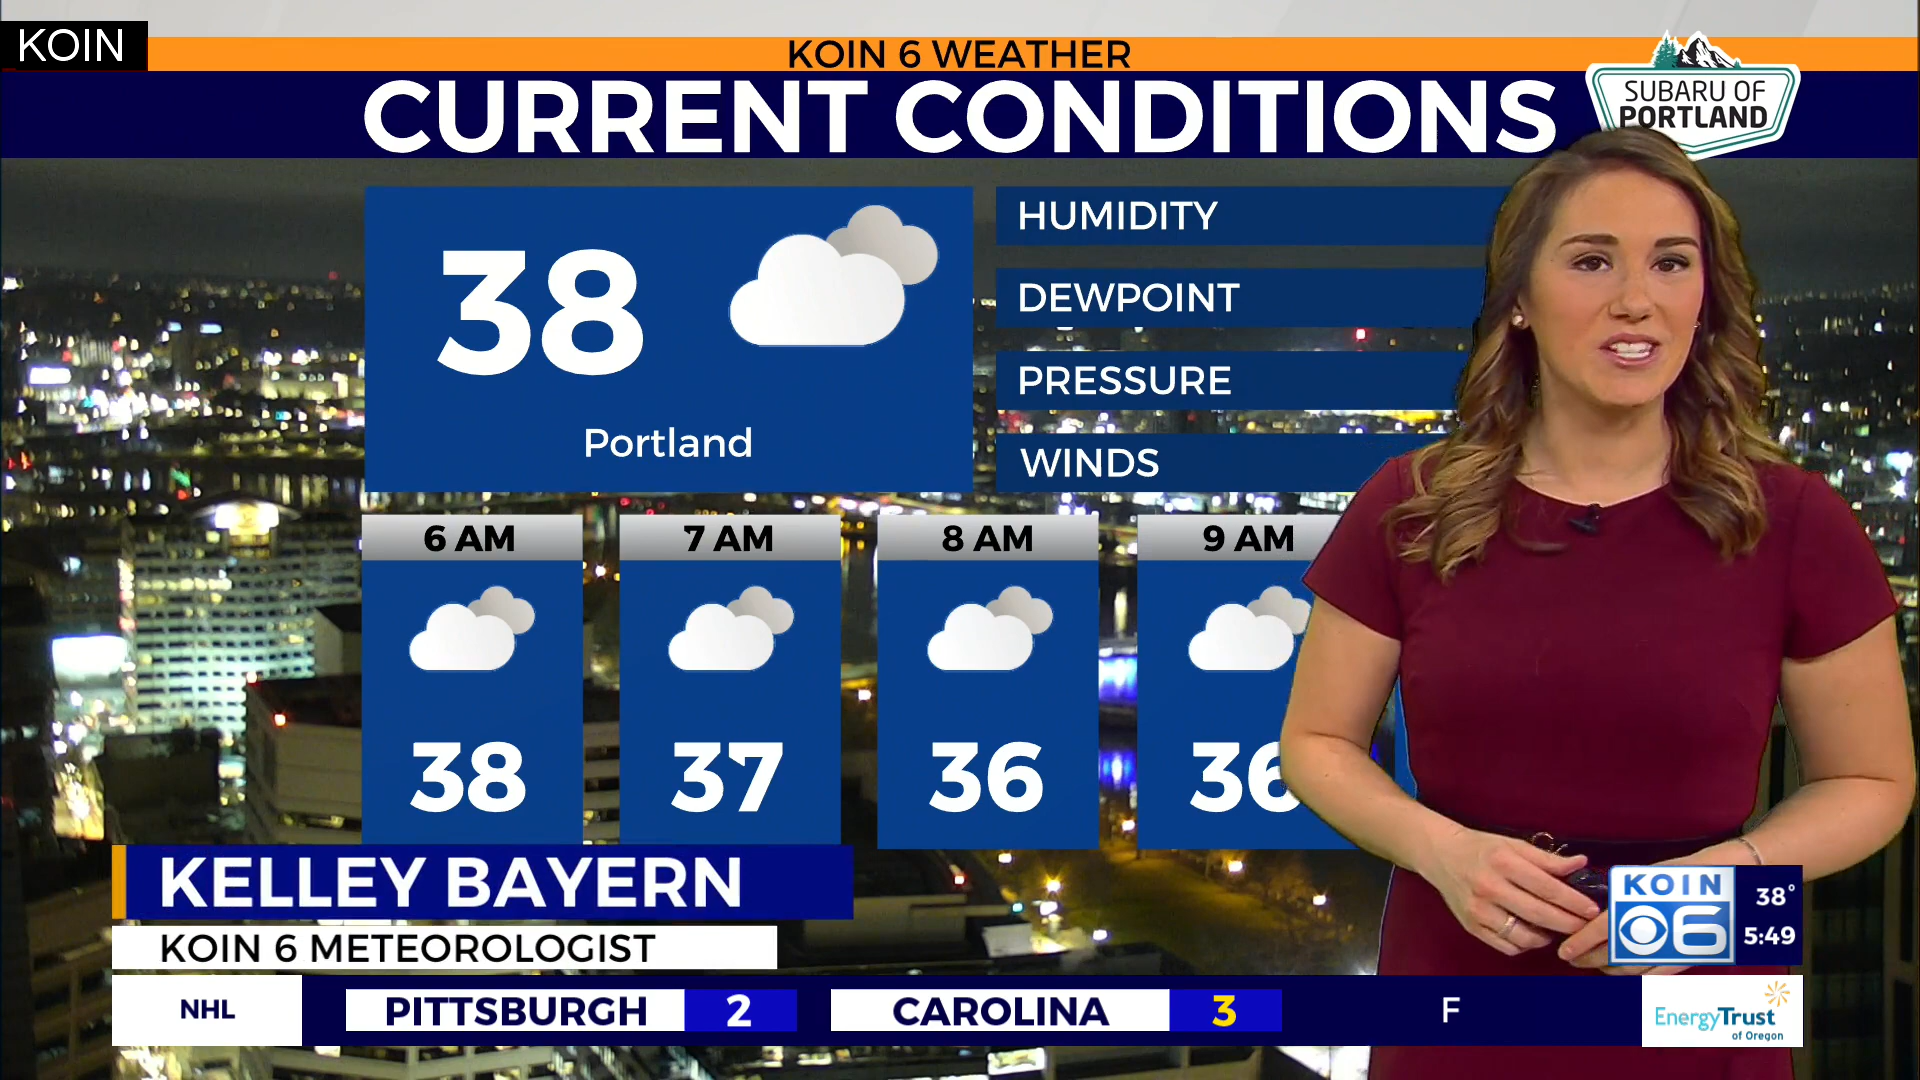 KOIN
KOIN 6 WEATHER
CURRENT CONDITIONS
SUBARU OF
PORTLAND
38
Portland
HUMIDITY
DEWPOINT
PRESSURE
WINDS
6 AM
7 AM
8 AM
9 AM
38
37
36
36
KELLEY BAYERN
KOIN 6 METEOROLOGIST
KOIN
6
38°
5:49
NHL
PITTSBURGH 2
CAROLINA 3
F
EnergyTrust
of Oregon